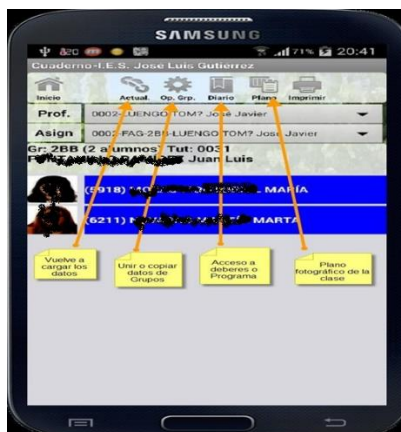 SAMSUNG
71% 20:41
Cuaderno-I.E.S. José Luis Gutierrez
Inicio Actual. Op. Grp. Diario Plano Imprimir
Prof. 0002-LUENGO TOM? José Javier
Asign 0002-FAG-2BB-LUENGO TOM? José Javier
Gr: 2BB (2 alumnos) Tut: 0031
Juan Luis
(5918) MARÍA
(6211) MARTA
Vuelve a
cargar los
datos
Unir o copiar
datos de
Grupos
Acceso a
deberes o
Programa
Plano
fotográfico de la
clase